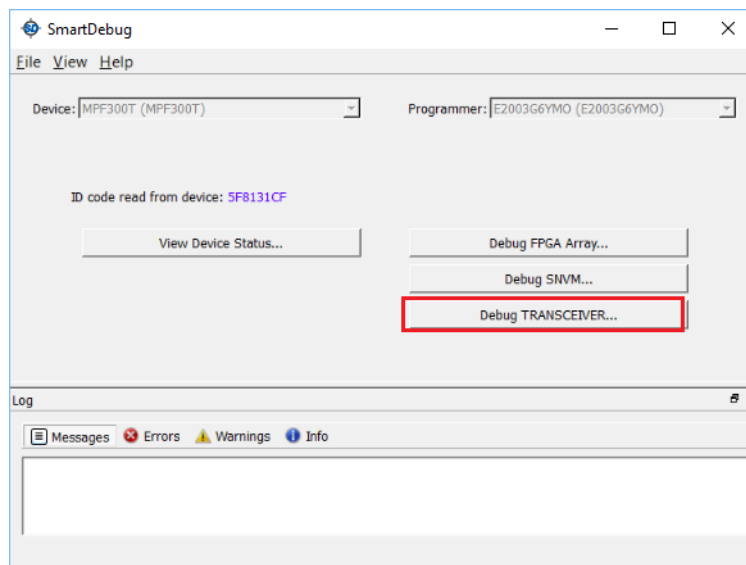 SmartDebug
File View Help
Device: MPF300T (MPF300T) Programmer: E2003G6YMO (E2003G6YMO)
ID code read from device: 5F8131CF
View Device Status... Debug FPGA Array...
Debug SNVM...
Debug TRANSCEIVER...
Log
Messages Errors Warnings Info